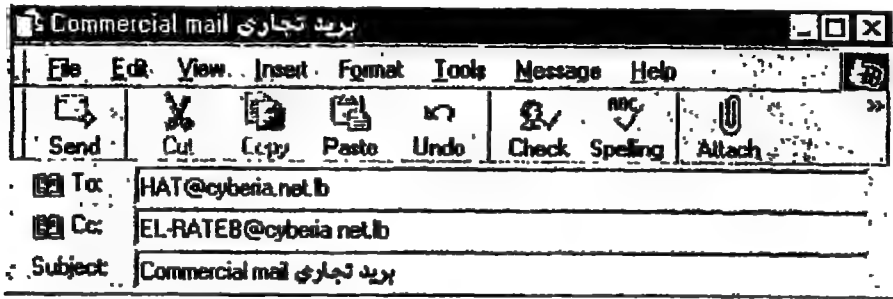 Commercial mail بريد تجاري
File Edit View Insert Format Tools Message Help
Send Cut Copy Paste Undo Check Spelling Attach
To: HAT@cyberia.net.lb
Cc: EL-RATEB@cyberia.net.lb
Subject: Commercial mail بريد تجاري